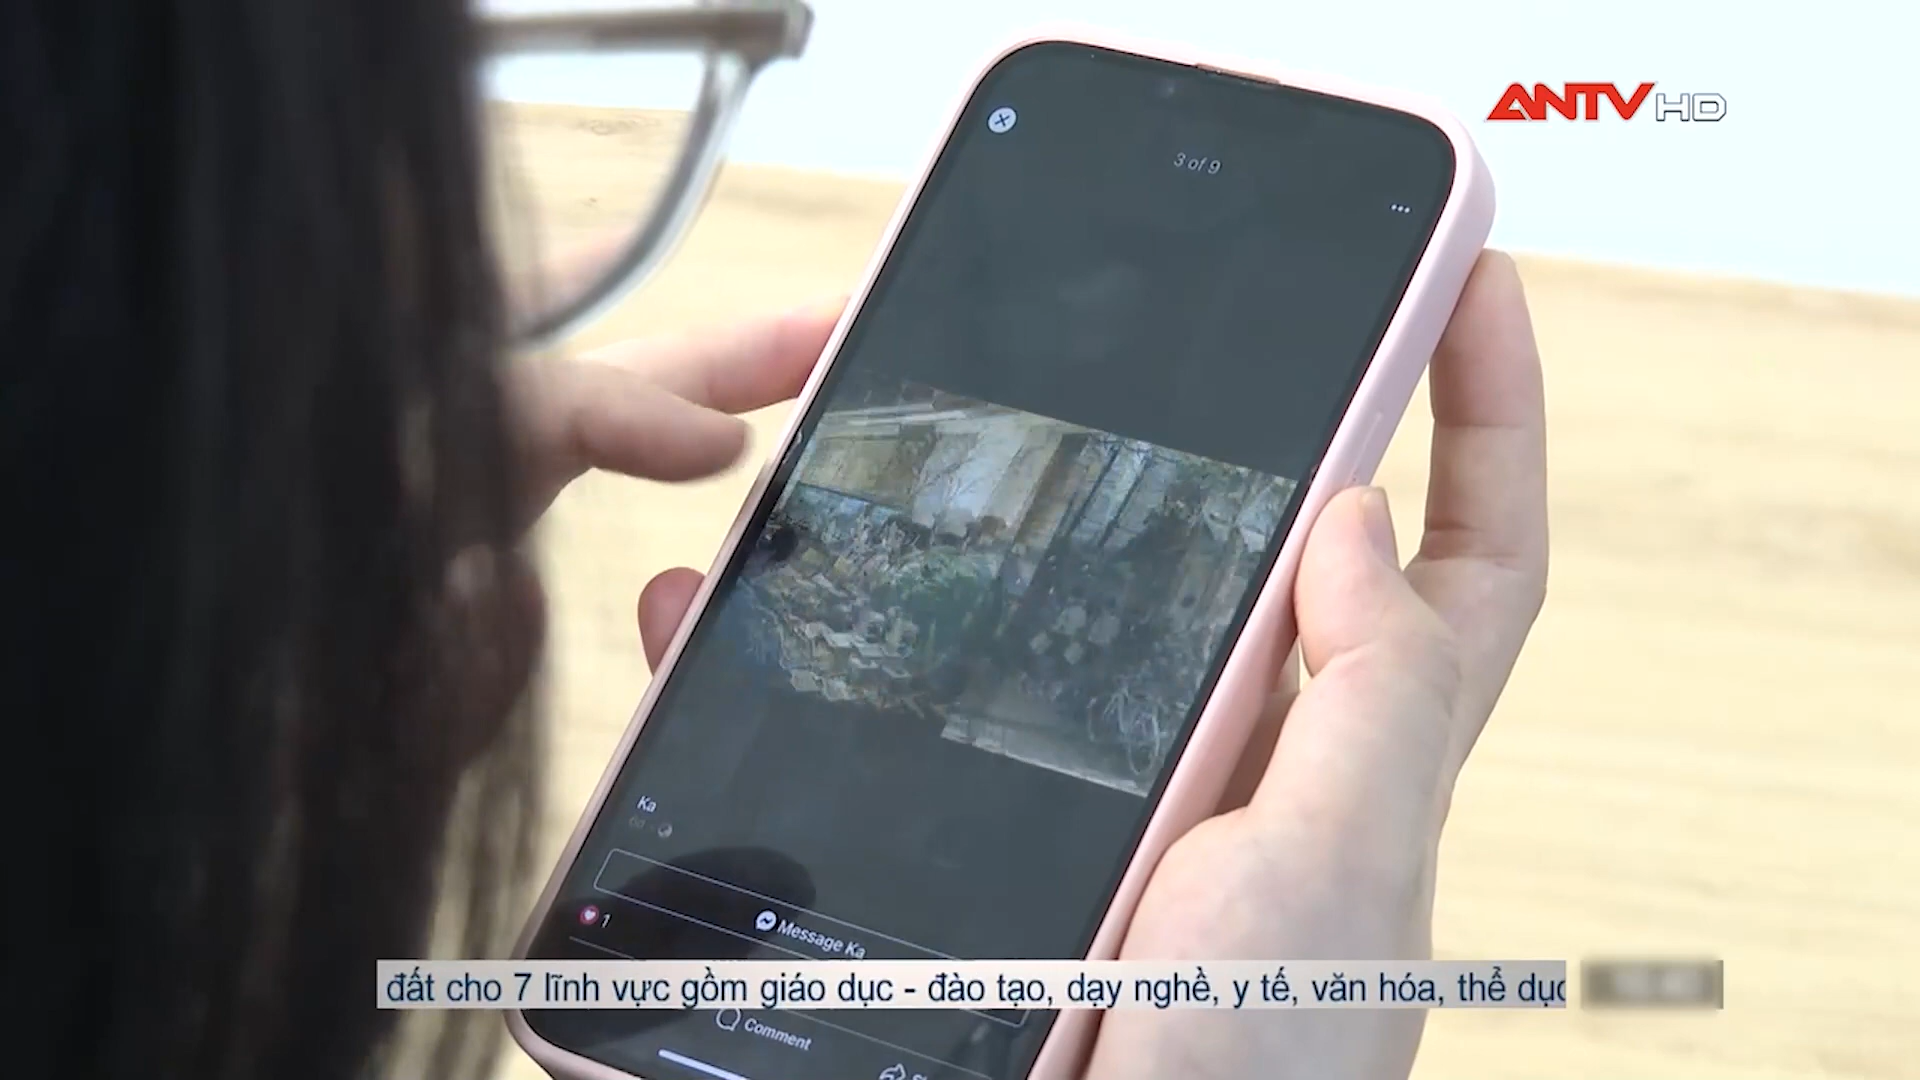 ANTV HD
3 of 9
Ka
6d
1
Message Ka
đất cho 7 lĩnh vực gồm giáo dục - đào tạo, dạy nghề, y tế, văn hóa, thể dục
Comment